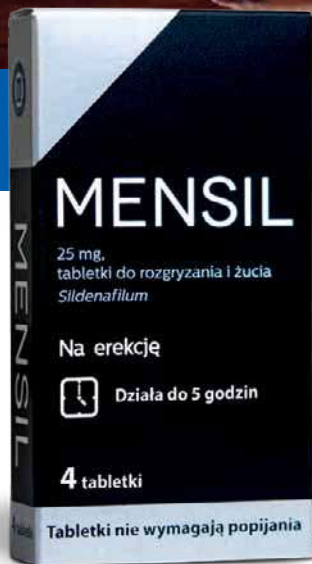 MENSIL
25 mg,
tabletki do rozgryzania i żucia
Sildenafilum
Na erekcję
Działa do 5 godzin
4 tabletki
Tabletki nie wymagają popijania
MENSIL